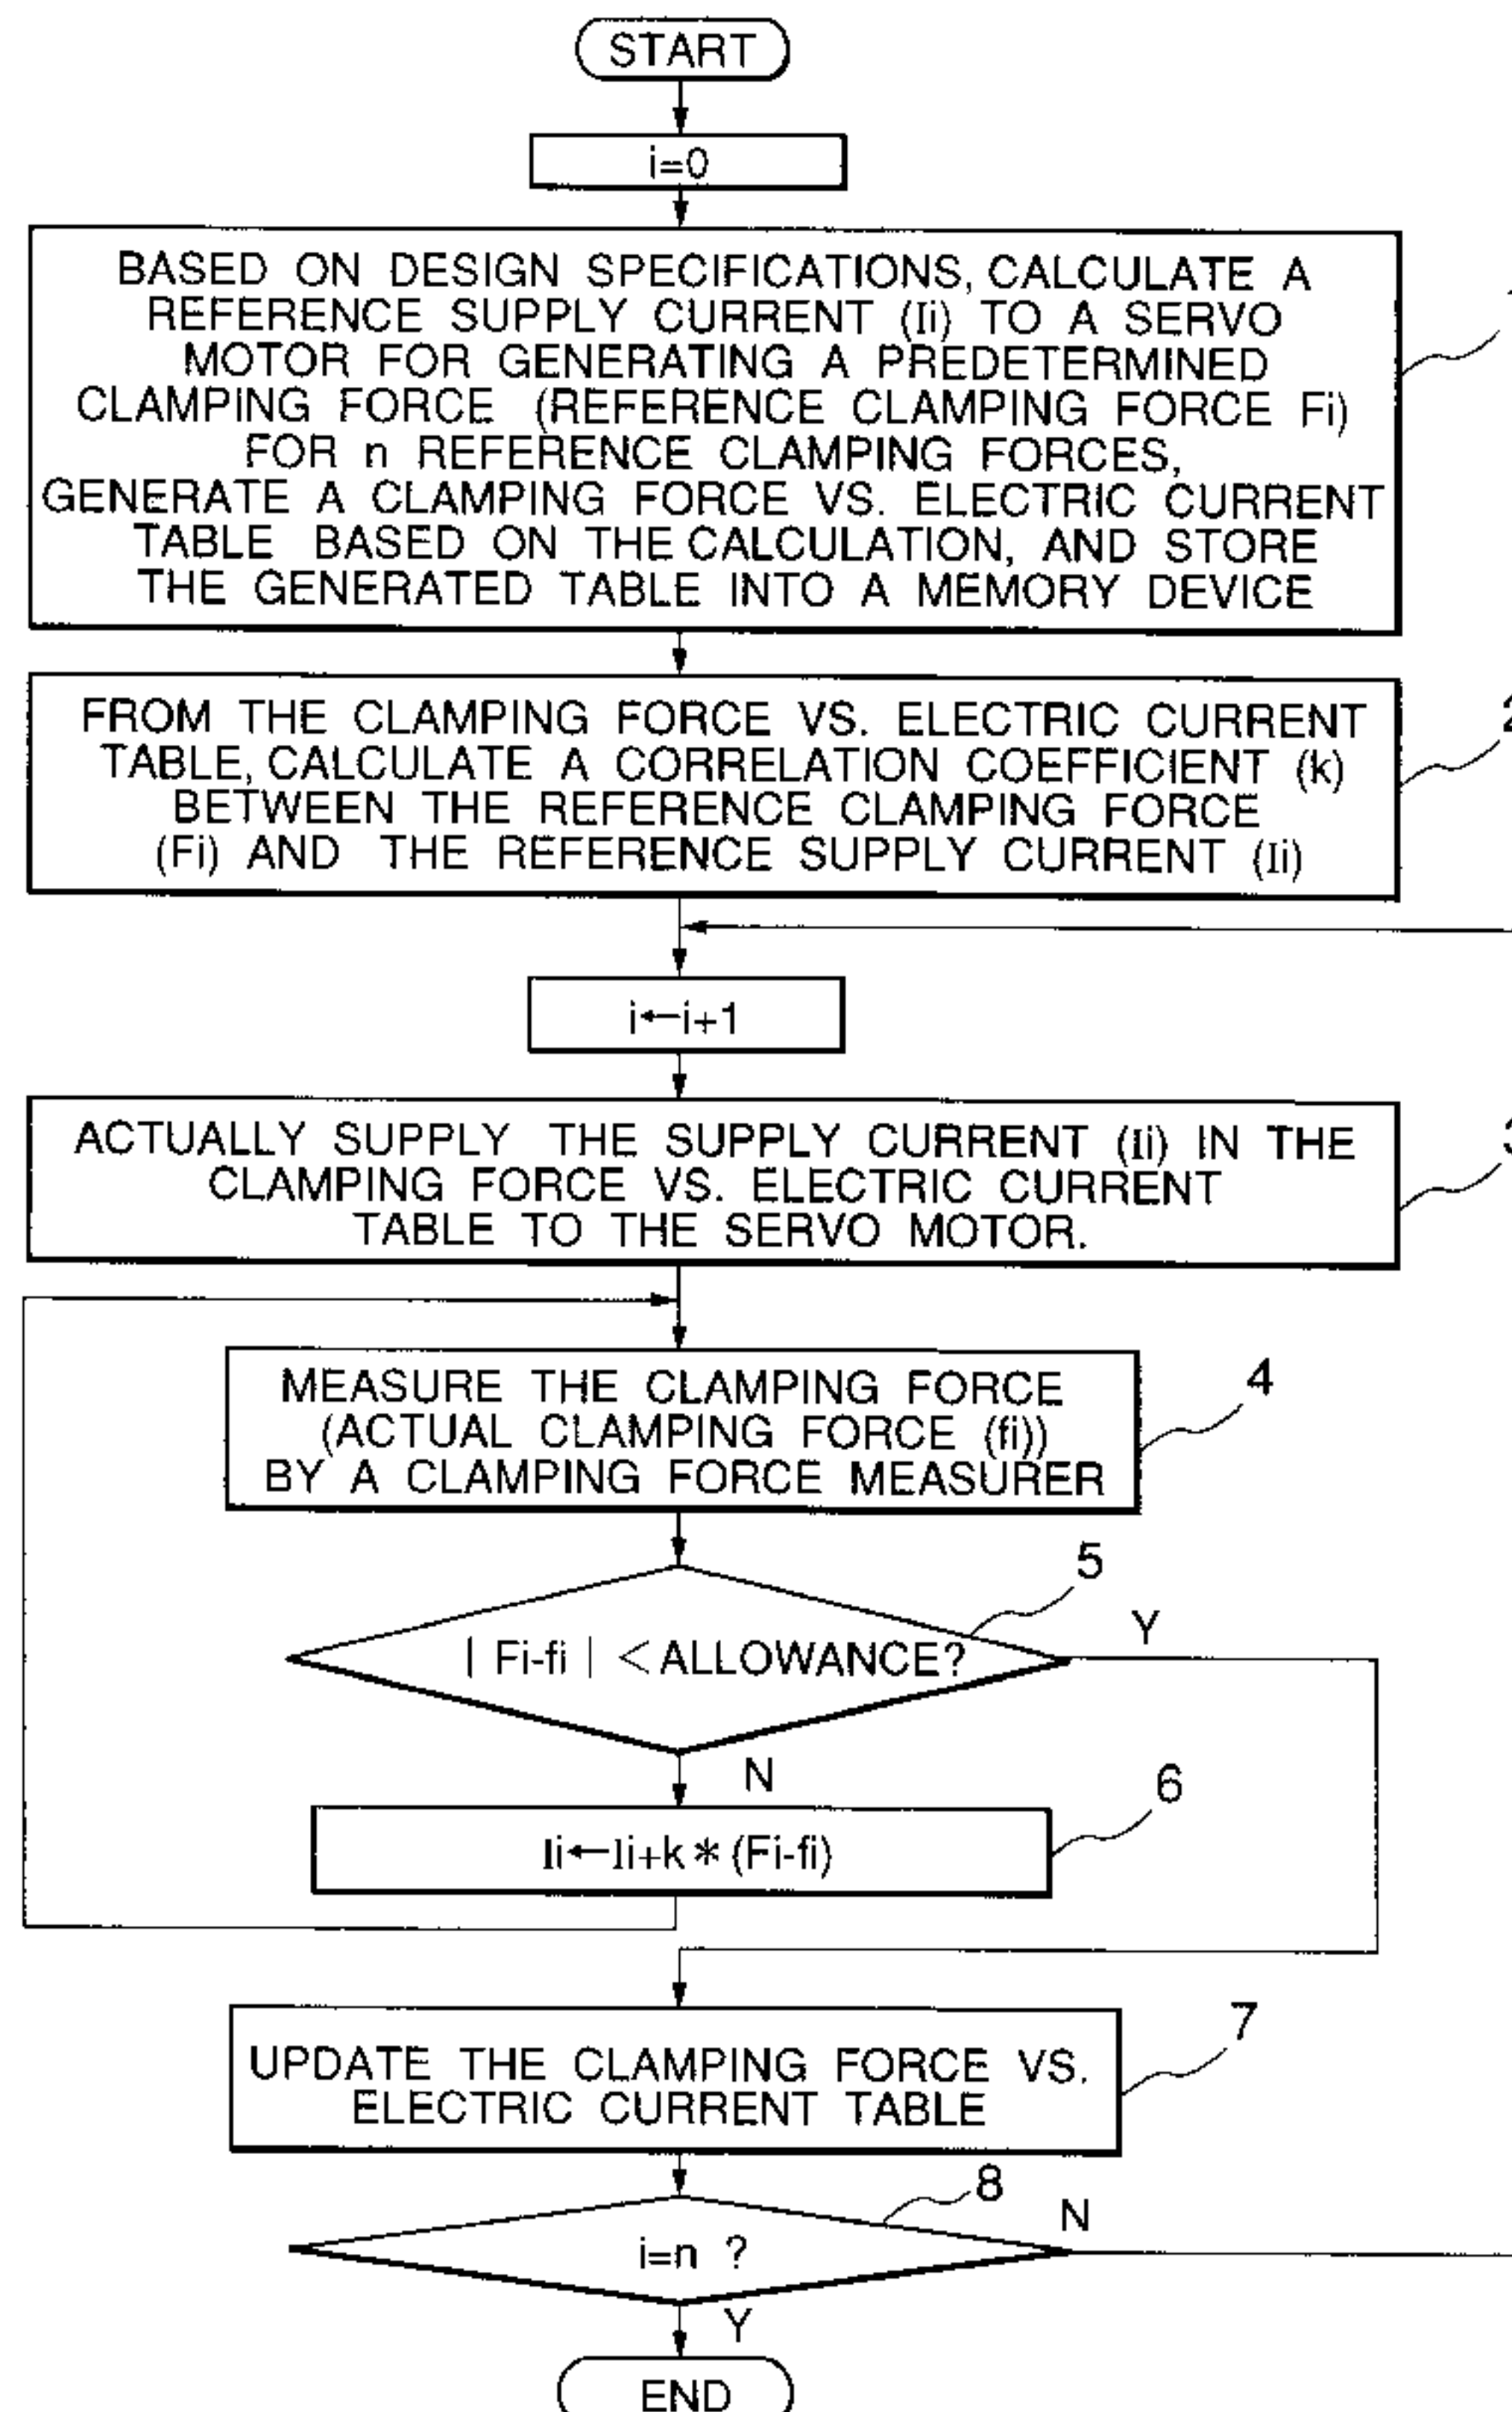 START
i=0
BASED ON DESIGN SPECIFICATIONS, CALCULATE A
REFERENCE SUPPLY CURRENT (Ii) TO A SERVO
MOTOR FOR GENERATING A PREDETERMINED
CLAMPING FORCE (REFERENCE CLAMPING FORCE Fi)
FOR n REFERENCE CLAMPING FORCES,
GENERATE A CLAMPING FORCE VS. ELECTRIC CURRENT
TABLE BASED ON THE CALCULATION, AND STORE
THE GENERATED TABLE INTO A MEMORY DEVICE
FROM THE CLAMPING FORCE VS. ELECTRIC CURRENT
TABLE, CALCULATE A CORRELATION COEFFICIENT (k)
BETWEEN THE REFERENCE CLAMPING FORCE
(Fi) AND THE REFERENCE SUPPLY CURRENT (Ii)
2
i←i+1
ACTUALLY SUPPLY THE SUPPLY CURRENT (Ii) IN THE
CLAMPING FORCE VS. ELECTRIC CURRENT
TABLE TO THE SERVO MOTOR.
3
MEASURE THE CLAMPING FORCE
(ACTUAL CLAMPING FORCE (fi))
BY A CLAMPING FORCE MEASURER
4
5
| Fi-fi | < ALLOWANCE?
Y
N
6
Ii←Ii+k*(Fi-fi)
7
UPDATE THE CLAMPING FORCE VS.
ELECTRIC CURRENT TABLE
8
i=n ?
N
Y
END